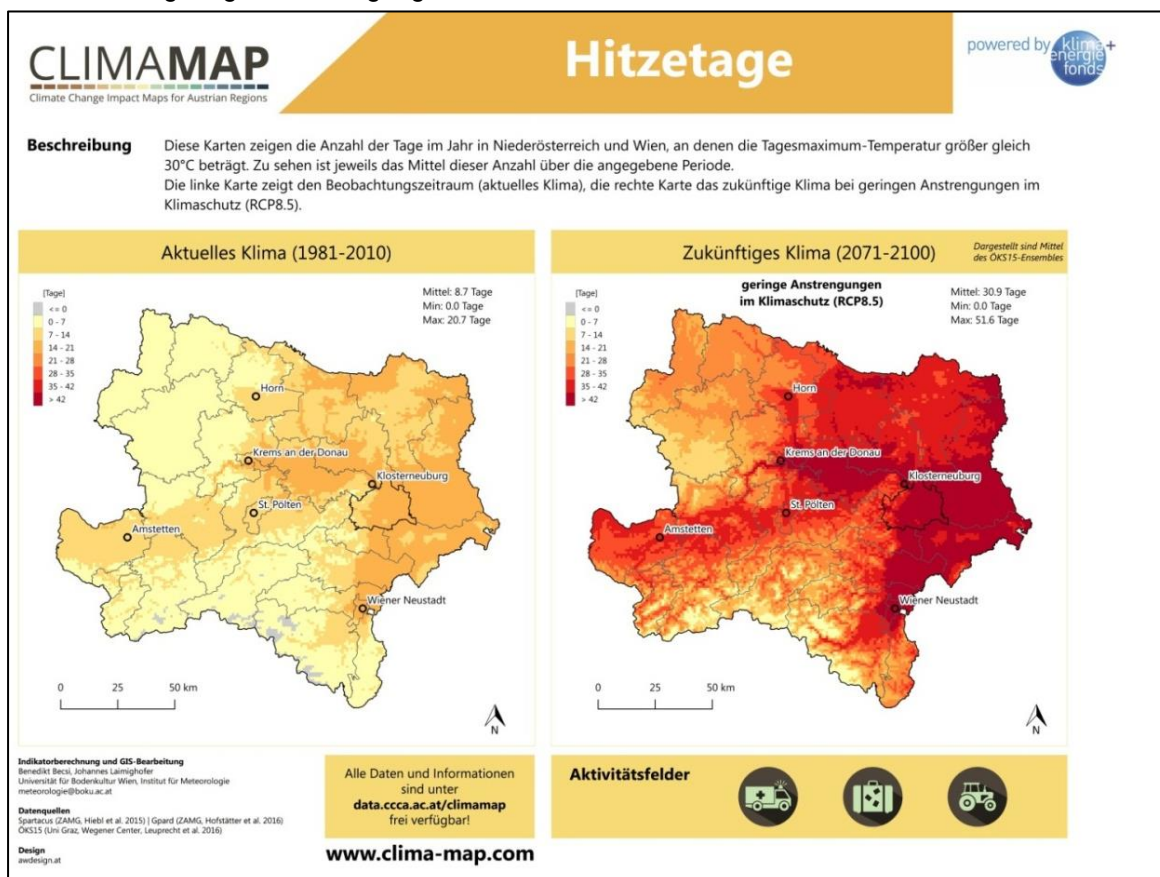 CLIMAMAP
Climate Change Impact Maps for Austrian Regions
Hitzetage
powered by klima+
energie
fonds
Beschreibung
Diese Karten zeigen die Anzahl der Tage im Jahr in Niederösterreich und Wien, an denen die Tagesmaximum-Temperatur größer gleich
30°C beträgt. Zu sehen ist jeweils das Mittel dieser Anzahl über die angegebene Periode.
Die linke Karte zeigt den Beobachtungszeitraum (aktuelles Klima), die rechte Karte das zukünftige Klima bei geringen Anstrengungen im
Klimaschutz (RCP8.5).
Aktuelles Klima (1981-2010)
[Tage]
<= 0
0 - 7
7 - 14
14 - 21
21 - 28
28 - 35
35 - 42
> 42
Mittel: 8.7 Tage
Min: 0.0 Tage
Max: 20.7 Tage
Horn
Krems an der Donau
Klosterneuburg
St. Pölten
Amstetten
Wiener Neustadt
0 25 50 km
N
Zukünftiges Klima (2071-2100)
Dargestellt sind Mittel
des ÖKS15-Ensembles
geringe Anstrengungen
im Klimaschutz (RCP8.5)
[Tage]
<= 0
0 - 7
7 - 14
14 - 21
21 - 28
28 - 35
35 - 42
> 42
Mittel: 30.9 Tage
Min: 0.0 Tage
Max: 51.6 Tage
Horn
Krems an der Donau
Klosterneuburg
St. Pölten
Amstetten
Wiener Neustadt
0 25 50 km
N
Indikatorberechnung und GIS-Bearbeitung
Benedikt Becsi, Johannes Laimighofer
Universität für Bodenkultur Wien, Institut für Meteorologie
meteorologie@boku.ac.at
Datenquellen
Spartacus (ZAMG, Hiebl et al. 2015) | Gpard (ZAMG, Hofstätter et al. 2016)
ÖKS15 (Uni Graz, Wegener Center, Leuprecht et al. 2016)
Design
awdesign.at
Alle Daten und Informationen
sind unter
data.ccca.ac.at/climamap
frei verfügbar!
www.clima-map.com
Aktivitätsfelder